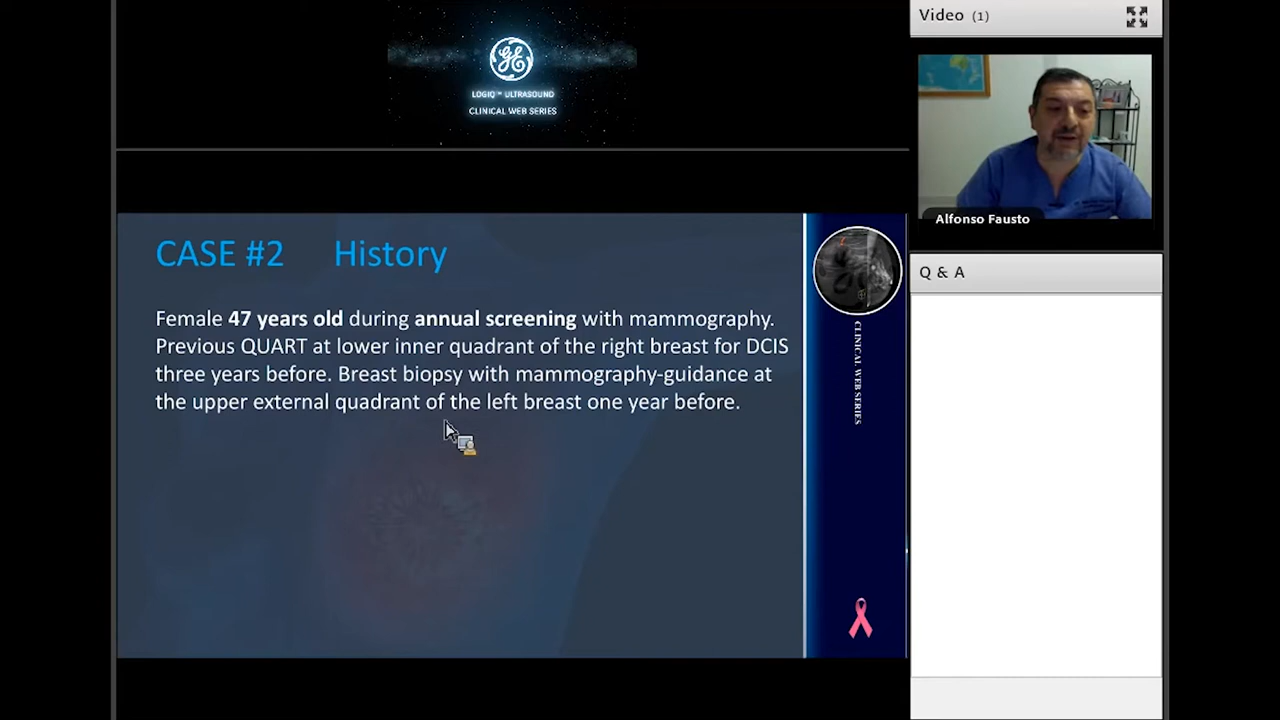 Video (1)
GE
LOGIQ™ ULTRASOUND
CLINICAL WEB SERIES
Alfonso Fausto
Q & A
CASE #2 History
Female 47 years old during annual screening with mammography.
Previous QUART at lower inner quadrant of the right breast for DCIS
three years before. Breast biopsy with mammography-guidance at
the upper external quadrant of the left breast one year before.
CLINICAL WEB SERIES